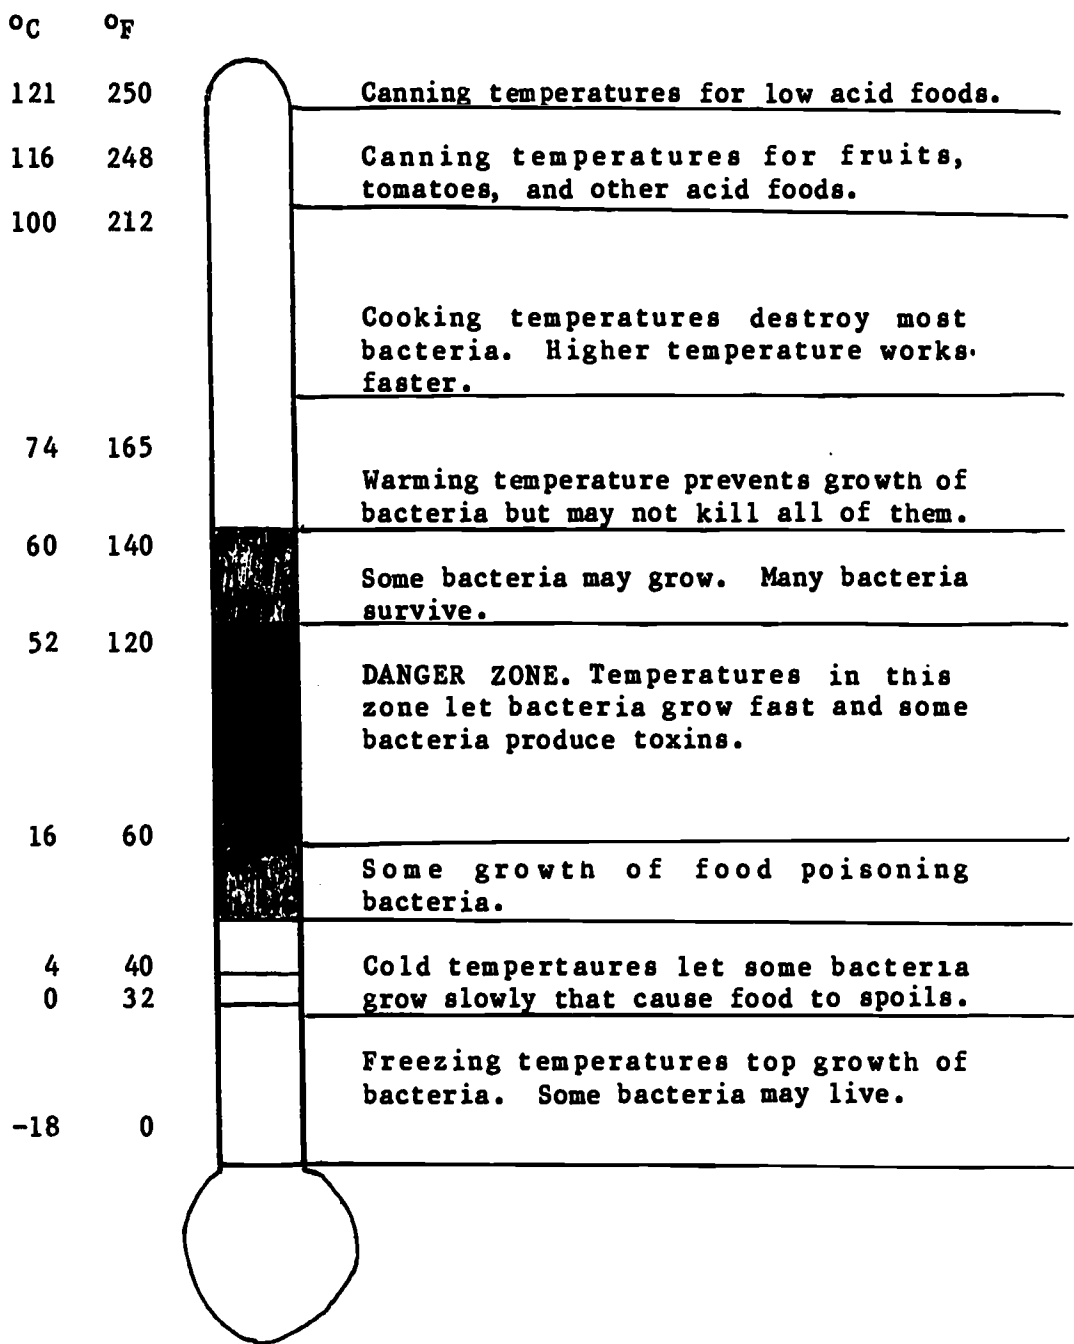 °C °F
121 250 Canning temperatures for low acid foods.
116 248 Canning temperatures for fruits,
tomatoes, and other acid foods.
100 212
Cooking temperatures destroy most
bacteria. Higher temperature works
faster.
74 165
Warming temperature prevents growth of
bacteria but may not kill all of them.
60 140
Some bacteria may grow. Many bacteria
survive.
52 120
DANGER ZONE. Temperatures in this
zone let bacteria grow fast and some
bacteria produce toxins.
16 60
Some growth of food poisoning
bacteria.
4 40 Cold tempertaures let some bacteria
0 32 grow slowly that cause food to spoils.
Freezing temperatures top growth of
bacteria. Some bacteria may live.
-18 0